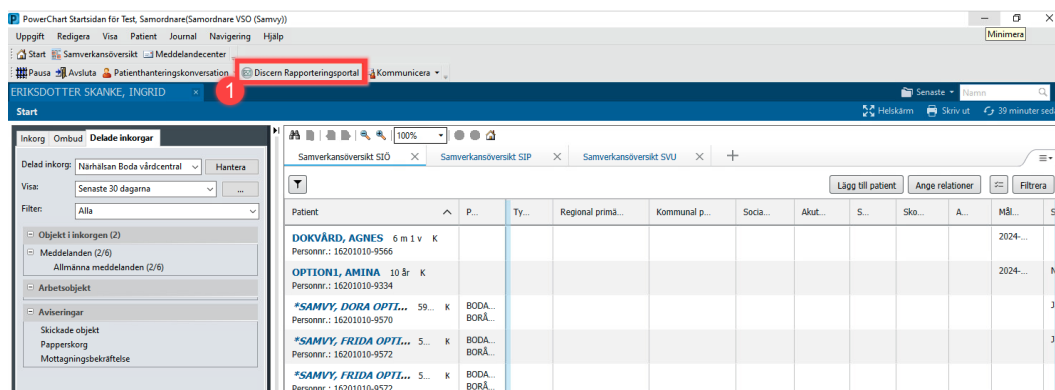 PowerChart Startsidan för Test, Samordnare(Samordnare VSO (Samvy))
Minimera
Uppgift Redigera Visa Patient Journal Navigering Hjälp
Start Samverkansöversikt Meddelandecenter
Pausa Avsluta Patienthanteringskonversation Discern Rapporteringsportal Kommunicera
1
ERIKSDOTTER SKANKE, INGRID × Senaste Namn
Start Helskärm Skriv ut 39 minuter
Inkorg Ombud Delade inkorgar
100%
Samverkansöversikt SIÖ × Samverkansöversikt SIP × Samverkansöversikt SVU × +
Delad inkorg: Närhälsan Boda vårdcentral Hantera
Visa: Senaste 30 dagarna ...
Filter: Alla
Lägg till patient Ange relationer Filtrera
Patient P... Ty... Regional primä... Kommunal p... Socia... Akut... S... Sko... A... Mål... S
Objekt i inkorgen (2)
Meddelanden (2/6)
Allmänna meddelanden (2/6)
Arbetsobjekt
Aviseringar
Skickade objekt
Papperskorg
Mottagningsbekräftelse
DOKVÅRD, AGNES 6 m 1 v K 2024-...
Personnr.: 16201010-9566
OPTION1, AMINA 10 år K 2024-... N
Personnr.: 16201010-9334
*SAMVY, DORA OPTI... 59... K BODA...
Personnr.: 16201010-9570 BORÅ...
*SAMVY, FRIDA OPTI... 5... K BODA...
Personnr.: 16201010-9572 BORÅ...
*SAMVY, FRIDA OPTI... 5... K BODA...
Personnr.: 16201010-9572 BORÅ...